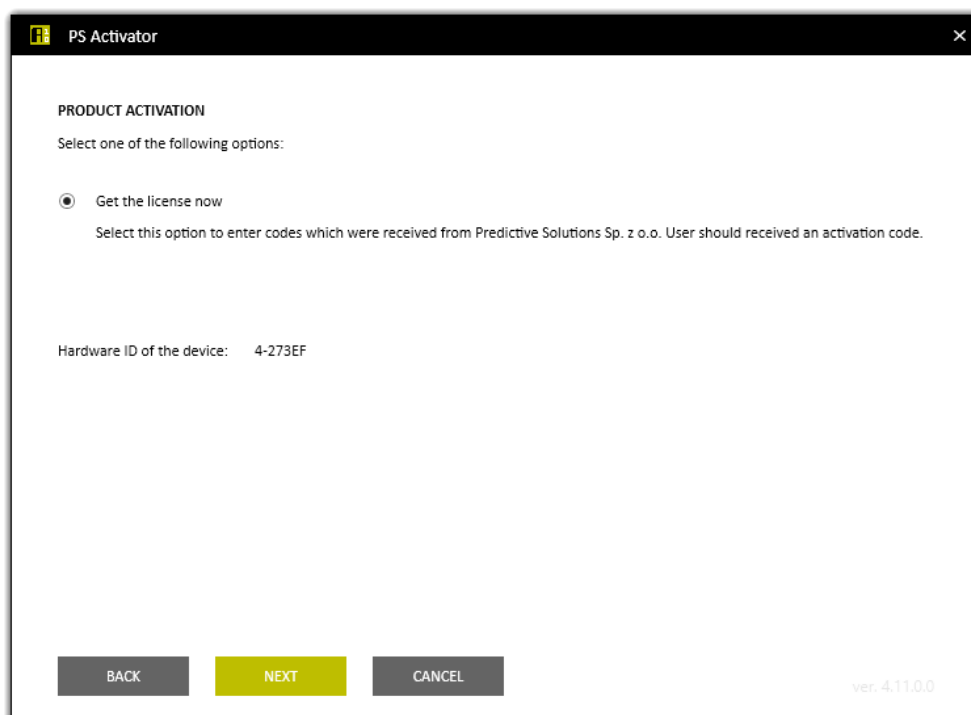 PS Activator
PRODUCT ACTIVATION
Select one of the following options:
Get the license now
Select this option to enter codes which were received from Predictive Solutions Sp. z o.o. User should received an activation code.
Hardware ID of the device: 4-273EF
BACK NEXT CANCEL
ver. 4.11.0.0